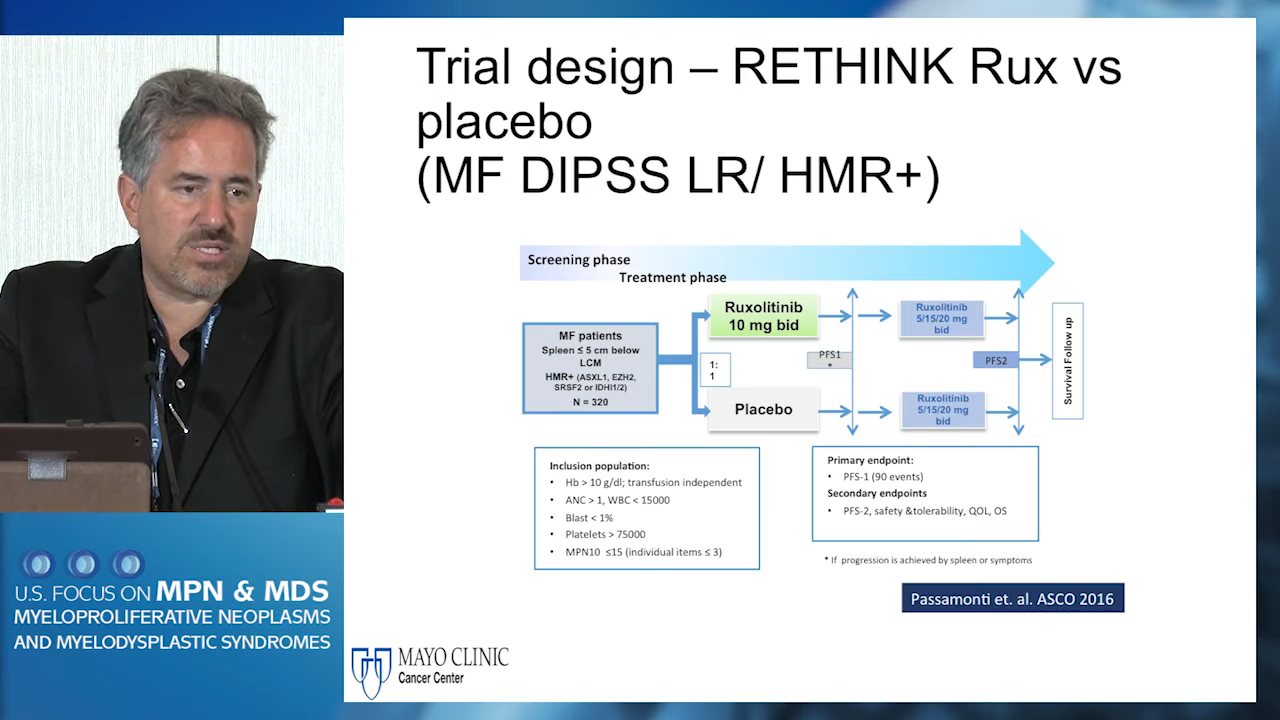 Trial design – RETHINK Rux vs
placebo
(MF DIPSS LR/ HMR+)
Screening phase
Treatment phase
MF patients
Spleen ≤ 5 cm below
LCM
HMR+ (ASXL1, EZH2,
SRSF2 or IDHI1/2)
N = 320
1:
1
Ruxolitinib
10 mg bid
Placebo
PFS1
*
Ruxolitinib
5/15/20 mg
bid
Ruxolitinib
5/15/20 mg
bid
PFS2
Survival Follow up
Inclusion population:
• Hb > 10 g/dl; transfusion independent
• ANC > 1, WBC < 15000
• Blast < 1%
• Platelets > 75000
• MPN10 ≤15 (individual items ≤ 3)
Primary endpoint:
• PFS-1 (90 events)
Secondary endpoints
• PFS-2, safety &tolerability, QOL, OS
* If progression is achieved by spleen or symptoms
Passamonti et. al. ASCO 2016
MAYO CLINIC
Cancer Center
U.S. FOCUS ON MPN & MDS
MYELOPROLIFERATIVE NEOPLASMS
AND MYELODYSPLASTIC SYNDROMES